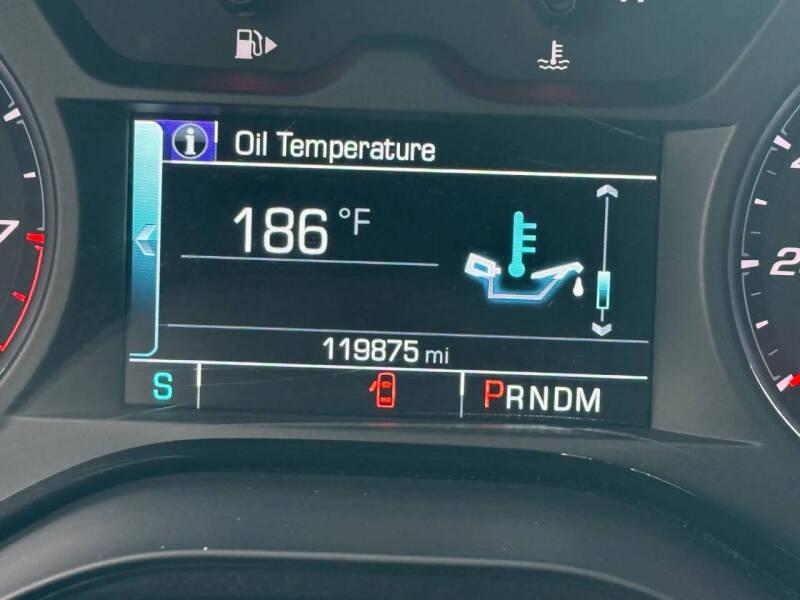 Oil Temperature
186 °F
119875 mi
S
PRNDM